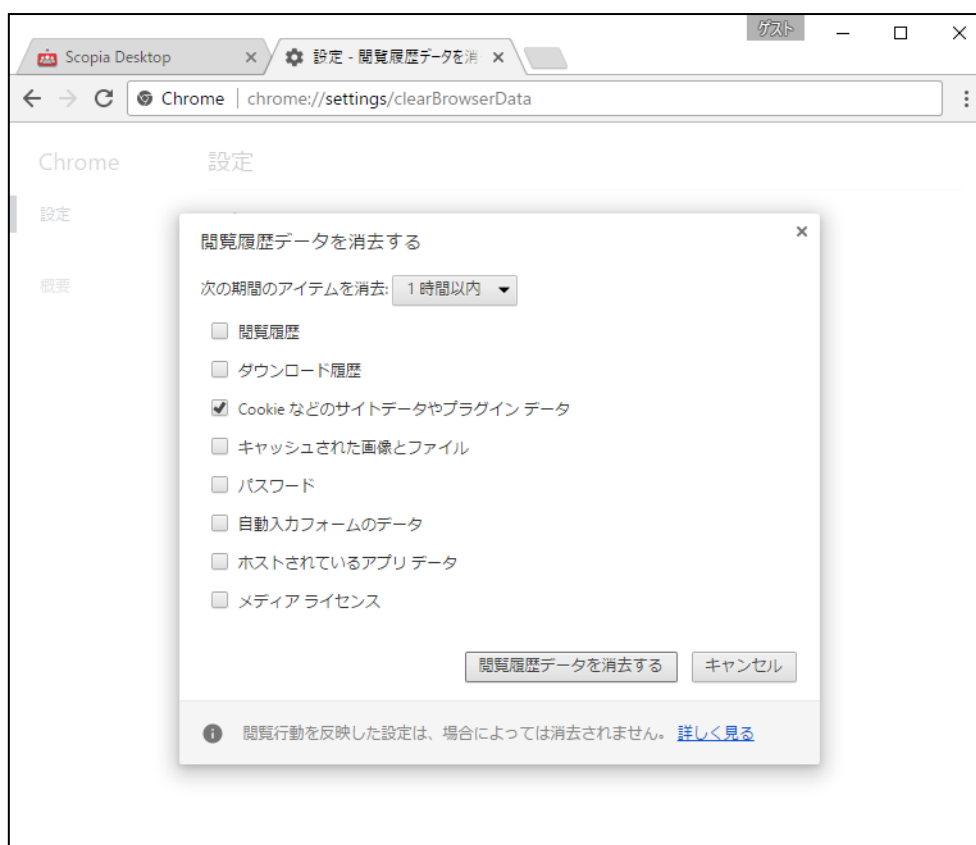 ゲスト
Scopia Desktop
設定 - 閲覧履歴データを消
Chrome | chrome://settings/clearBrowserData
Chrome
設定
設定
概要
閲覧履歴データを消去する
次の期間のアイテムを消去: 1 時間以内
閲覧履歴
ダウンロード履歴
Cookie などのサイトデータやプラグイン データ
キャッシュされた画像とファイル
パスワード
自動入力フォームのデータ
ホストされているアプリ データ
メディア ライセンス
閲覧履歴データを消去する キャンセル
閲覧行動を反映した設定は、場合によっては消去されません。 詳しく見る